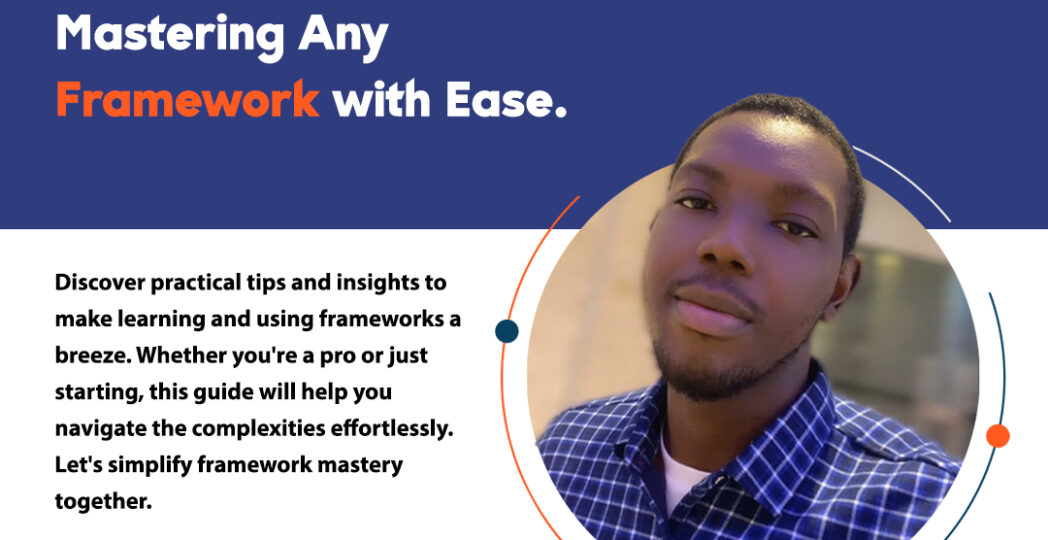 Mastering Any
Framework with Ease.
Discover practical tips and insights to
make learning and using frameworks a
breeze. Whether you're a pro or just
starting, this guide will help you
navigate the complexities effortlessly.
Let's simplify framework mastery
together.